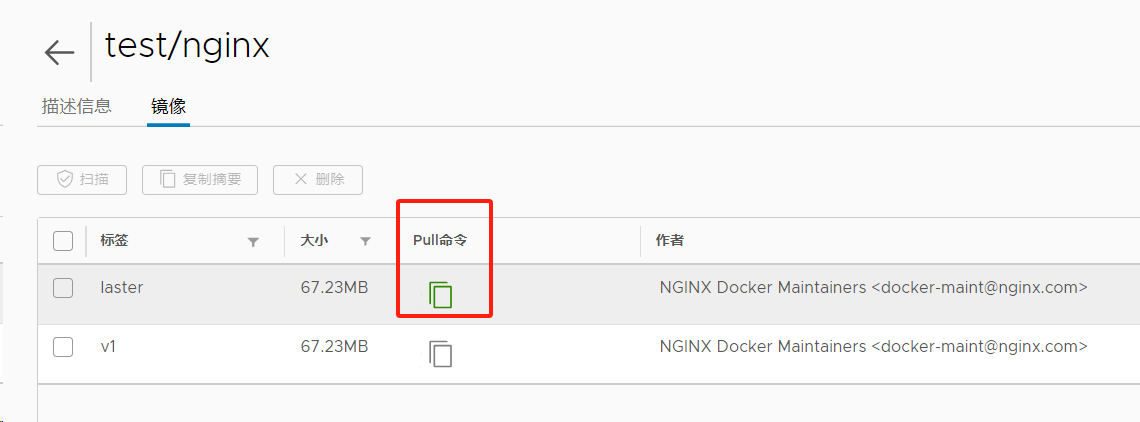 test/nginx
描述信息 镜像
扫描 复制摘要 删除
标签 大小 Pull命令 作者
laster 67.23MB NGINX Docker Maintainers <docker-maint@nginx.com>
v1 67.23MB NGINX Docker Maintainers <docker-maint@nginx.com>